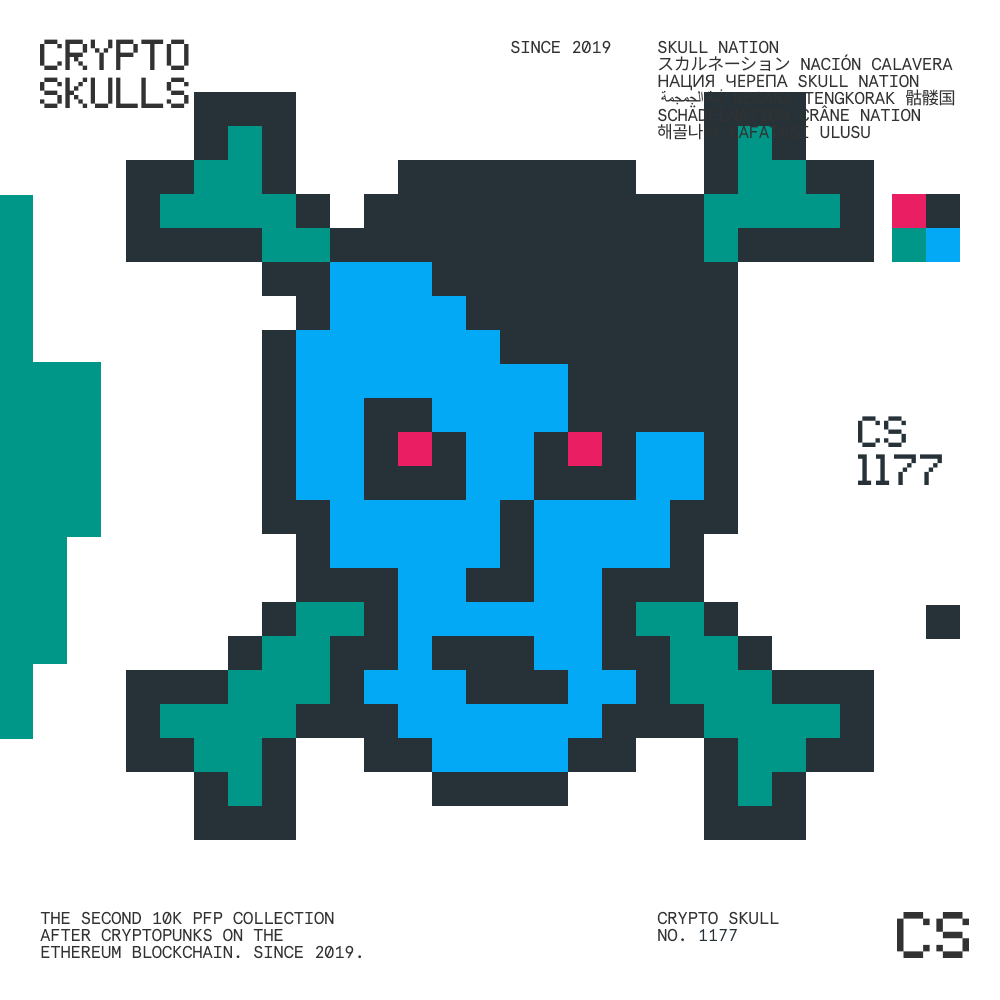 CRYPTO
SKULLS
SINCE 2019
SKULL NATION
スカルネーション NACIÓN CALAVERA
НАЦИЯ ЧЕРЕПА SKULL NATION
الجمجمة TENGKORAK 骷髅国
CRÂNE NATION
해골 ULUSU
CS
1177
THE SECOND 10K PFP COLLECTION
AFTER CRYPTOPUNKS ON THE
ETHEREUM BLOCKCHAIN. SINCE 2019.
CRYPTO SKULL
NO. 1177
CS